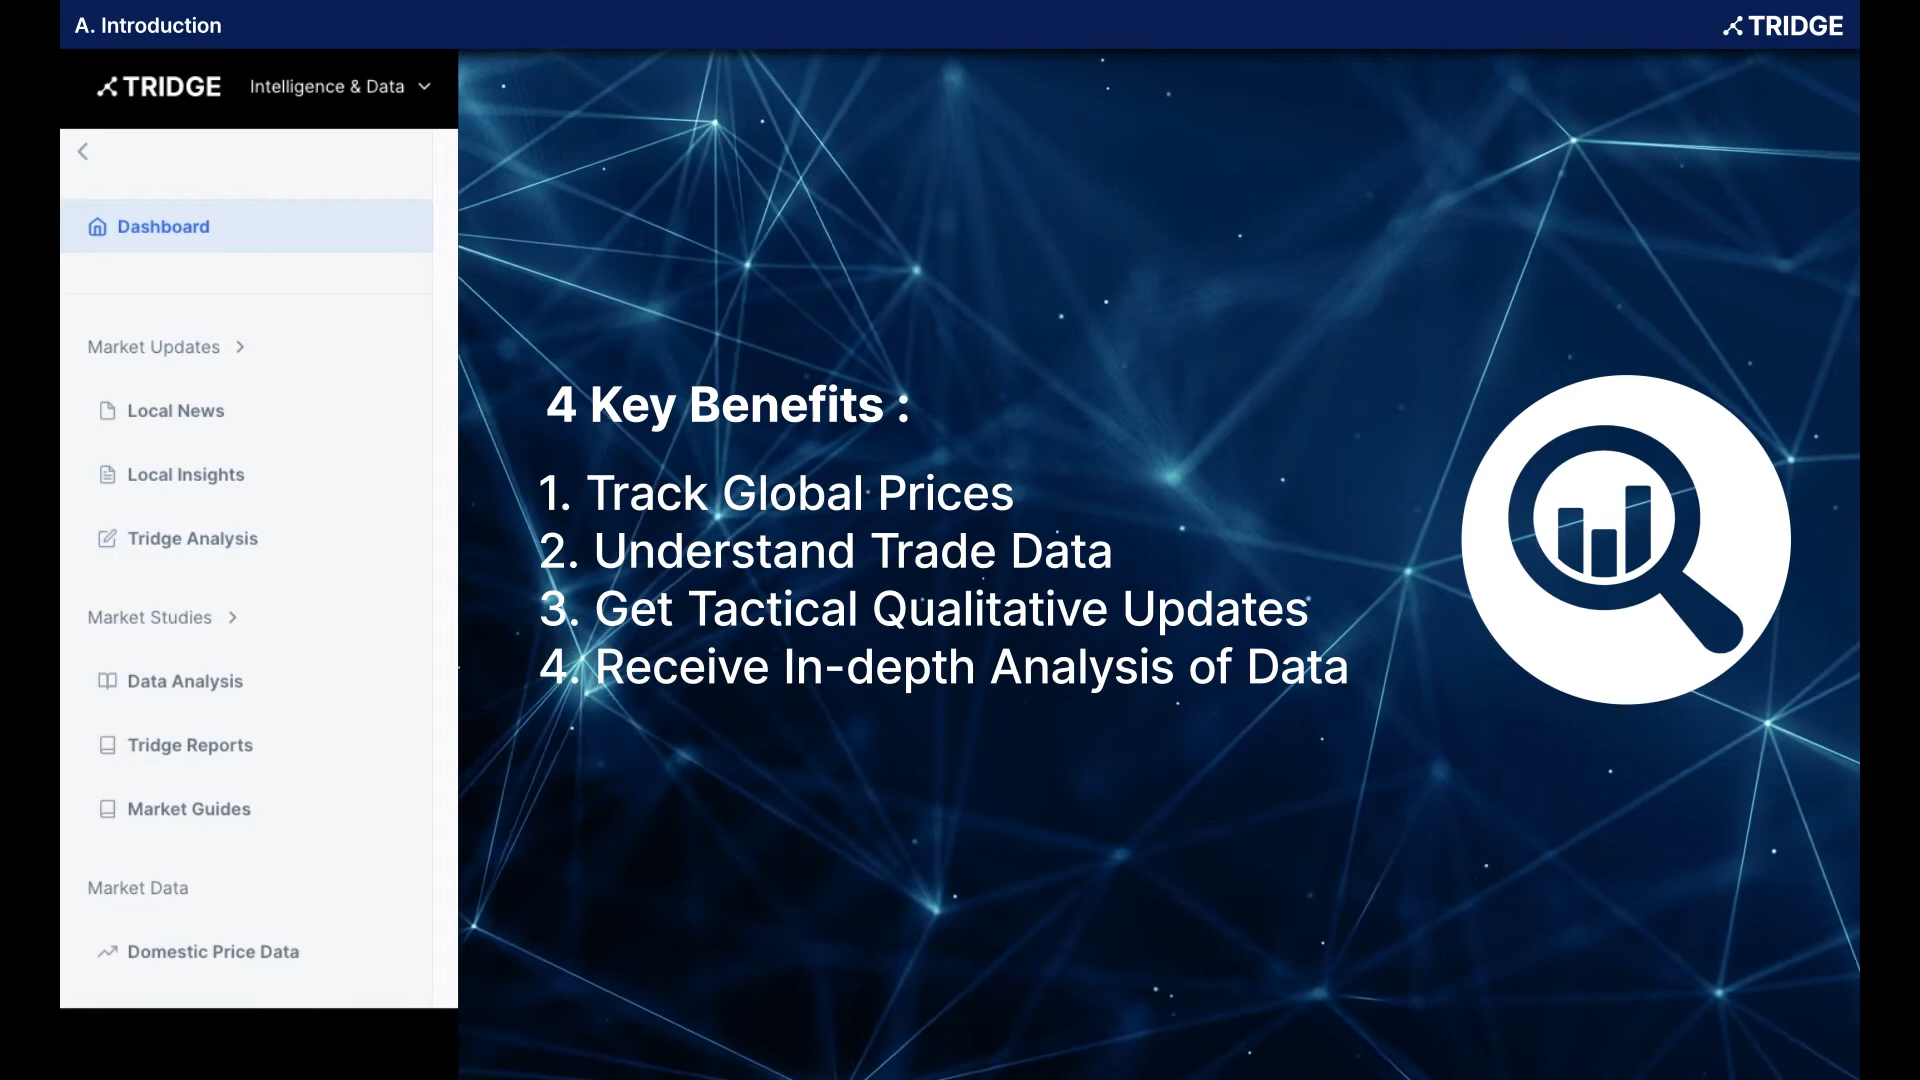 A. Introduction
TRIDGE
TRIDGE
Intelligence & Data
Dashboard
Market Updates
Local News
Local Insights
Tridge Analysis
Market Studies
Data Analysis
Tridge Reports
Market Guides
Market Data
Domestic Price Data
4 Key Benefits :
1. Track Global Prices
2. Understand Trade Data
3. Get Tactical Qualitative Updates
4. Receive In-depth Analysis of Data